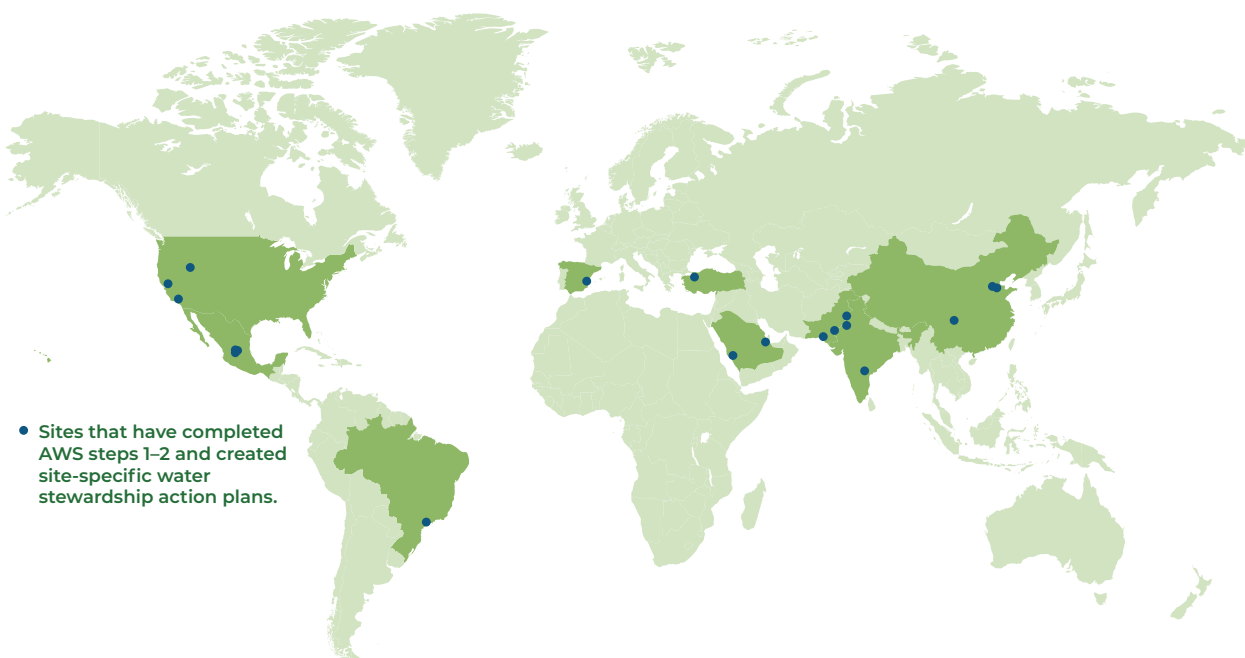 Sites that have completed
AWS steps 1–2 and created
site-specific water
stewardship action plans.